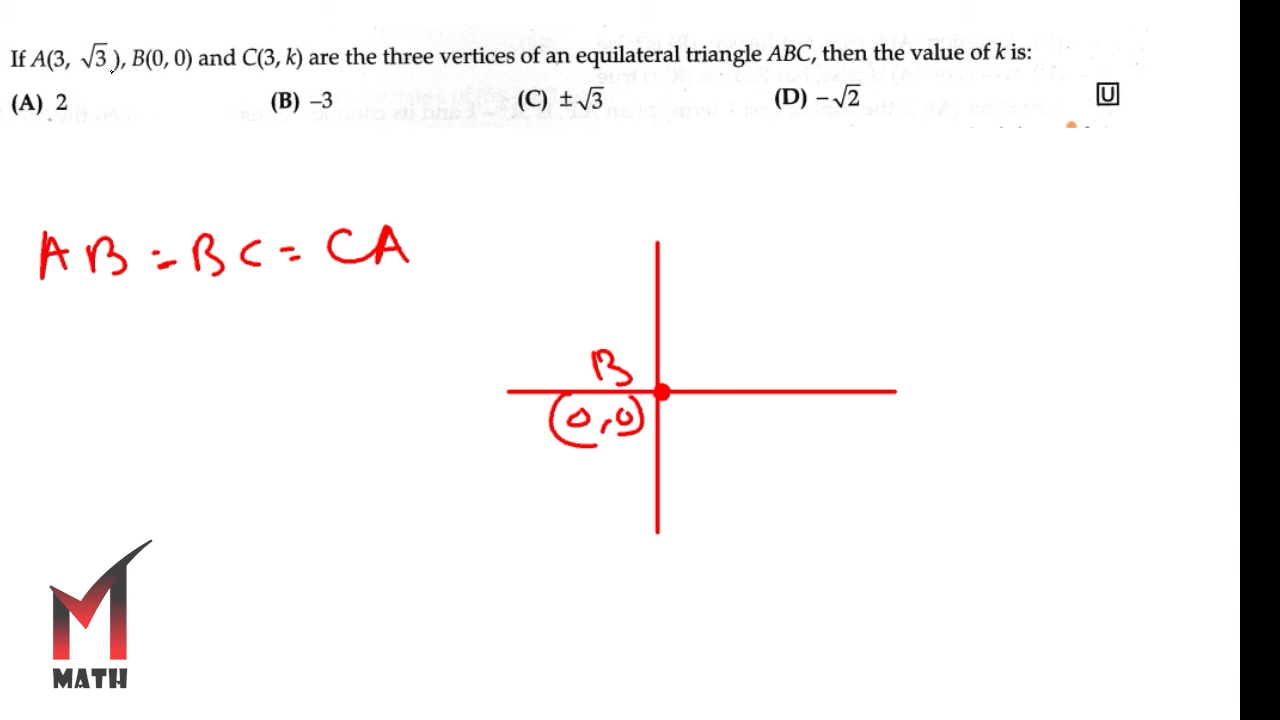 If A(3, √3), B(0, 0) and C(3, k) are the three vertices of an equilateral triangle ABC, then the value of k is:
(A) 2 (B) –3 (C) ±√3 (D) –√2 U
AB = BC = CA
B
(0,0)
MATH